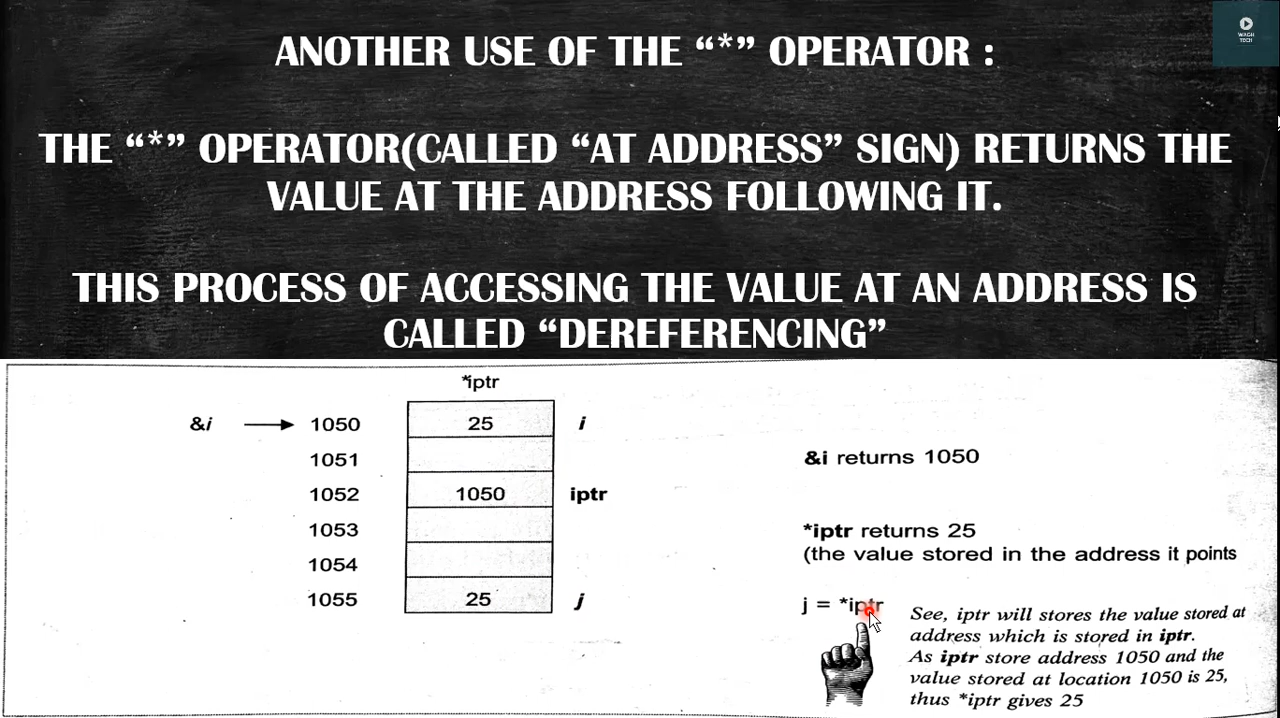 ANOTHER USE OF THE “*” OPERATOR :
WAGH
TECH
THE “*” OPERATOR(CALLED “AT ADDRESS” SIGN) RETURNS THE
VALUE AT THE ADDRESS FOLLOWING IT.
THIS PROCESS OF ACCESSING THE VALUE AT AN ADDRESS IS
CALLED “DEREFERENCING”
*iptr
&i 1050 25 i
1051
1052 1050 iptr
1053
1054
1055 25 j
&i returns 1050
*iptr returns 25
(the value stored in the address it points
j = *iptr
See, iptr will stores the value stored at
address which is stored in iptr.
As iptr store address 1050 and the
value stored at location 1050 is 25,
thus *iptr gives 25